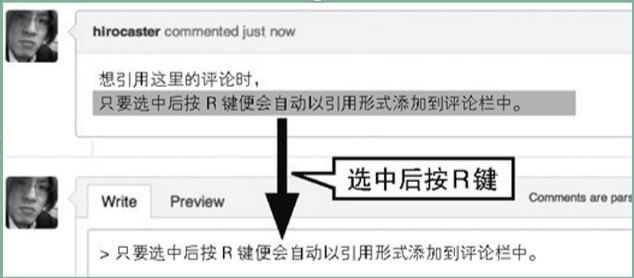 hirocaster commented just now
想引用这里的评论时，
只要选中后按 R 键便会自动以引用形式添加到评论栏中。
选中后按R键
Write Preview Comments are pars
> 只要选中后按 R 键便会自动以引用形式添加到评论栏中。